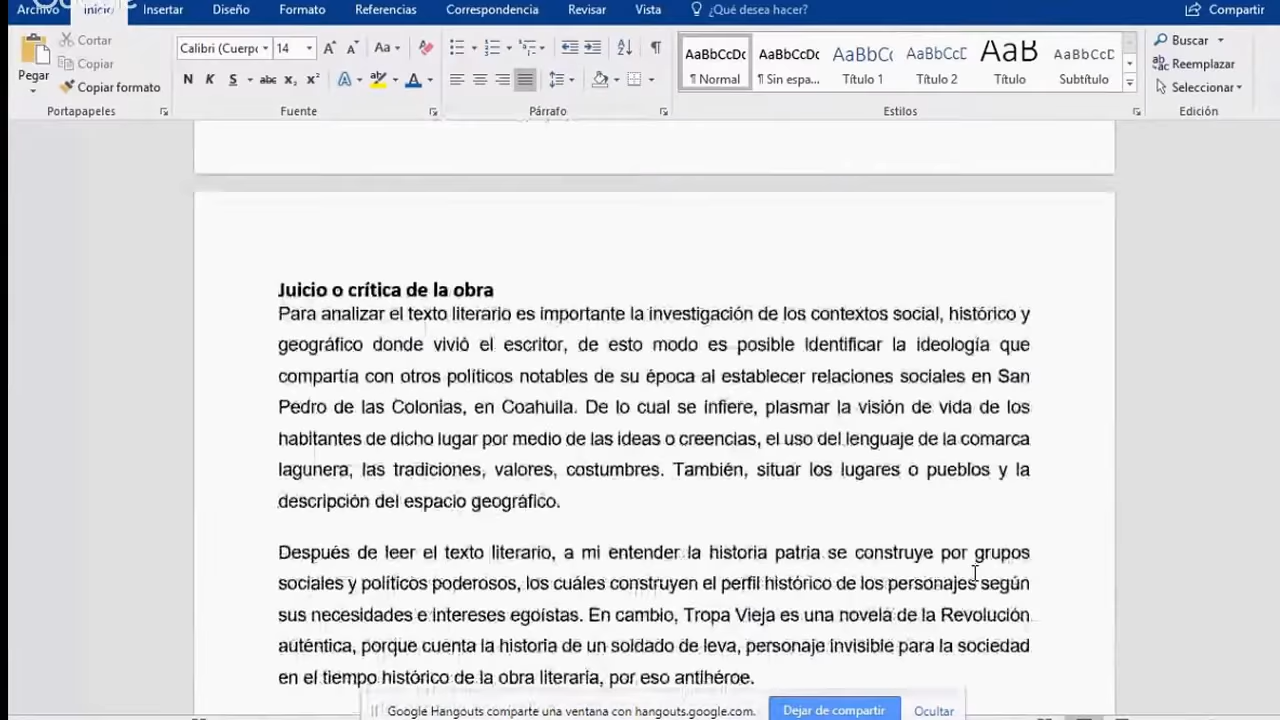 Archivo Inicio Insertar Diseño Formato Referencias Correspondencia Revisar Vista ¿Qué desea hacer? Compartir
Pegar
Cortar
Copiar
Copiar formato
Portapapeles
Calibri (Cuerpo 14
Aa
N K S abc x₂ x² A ab A
Fuente
Párrafo
AaBbCcDc AaBbCcDc AaBbCc AaBbCcD AaB AaBbCcD
¶ Normal ¶ Sin espa... Título 1 Título 2 Título Subtítulo
Estilos
Buscar
Reemplazar
Seleccionar
Edición
Juicio o crítica de la obra
Para analizar el texto literario es importante la investigación de los contextos social, histórico y
geográfico donde vivió el escritor, de esto modo es posible identificar la ideología que
compartía con otros políticos notables de su época al establecer relaciones sociales en San
Pedro de las Colonias, en Coahuila. De lo cual se infiere, plasmar la visión de vida de los
habitantes de dicho lugar por medio de las ideas o creencias, el uso del lenguaje de la comarca
lagunera, las tradiciones, valores, costumbres. También, situar los lugares o pueblos y la
descripción del espacio geográfico.
Después de leer el texto literario, a mi entender la historia patria se construye por grupos
sociales y políticos poderosos, los cuáles construyen el perfil histórico de los personajes según
sus necesidades e intereses egoístas. En cambio, Tropa Vieja es una novela de la Revolución
auténtica, porque cuenta la historia de un soldado de leva, personaje invisible para la sociedad
en el tiempo histórico de la obra literaria, por eso antihéroe.
Google Hangouts comparte una ventana con hangouts.google.com. Dejar de compartir Ocultar